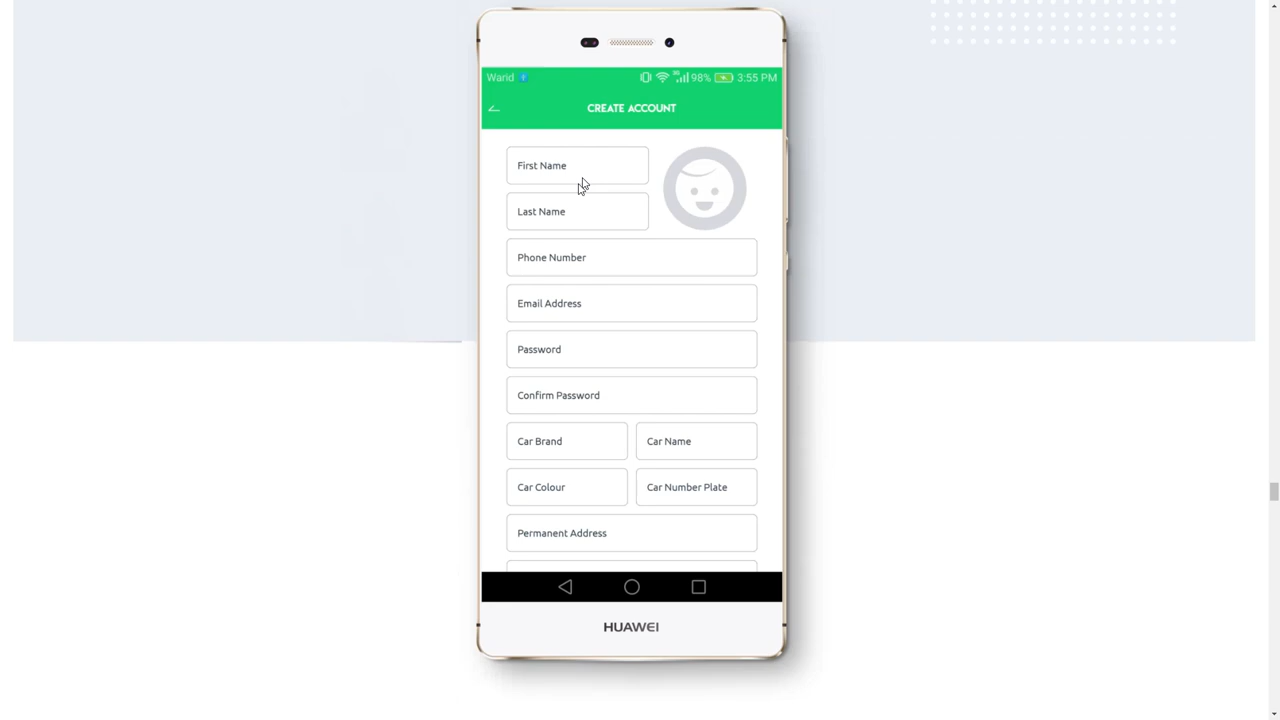 Warid 98% 3:55 PM
CREATE ACCOUNT
First Name
Last Name
Phone Number
Email Address
Password
Confirm Password
Car Brand Car Name
Car Colour Car Number Plate
Permanent Address
HUAWEI